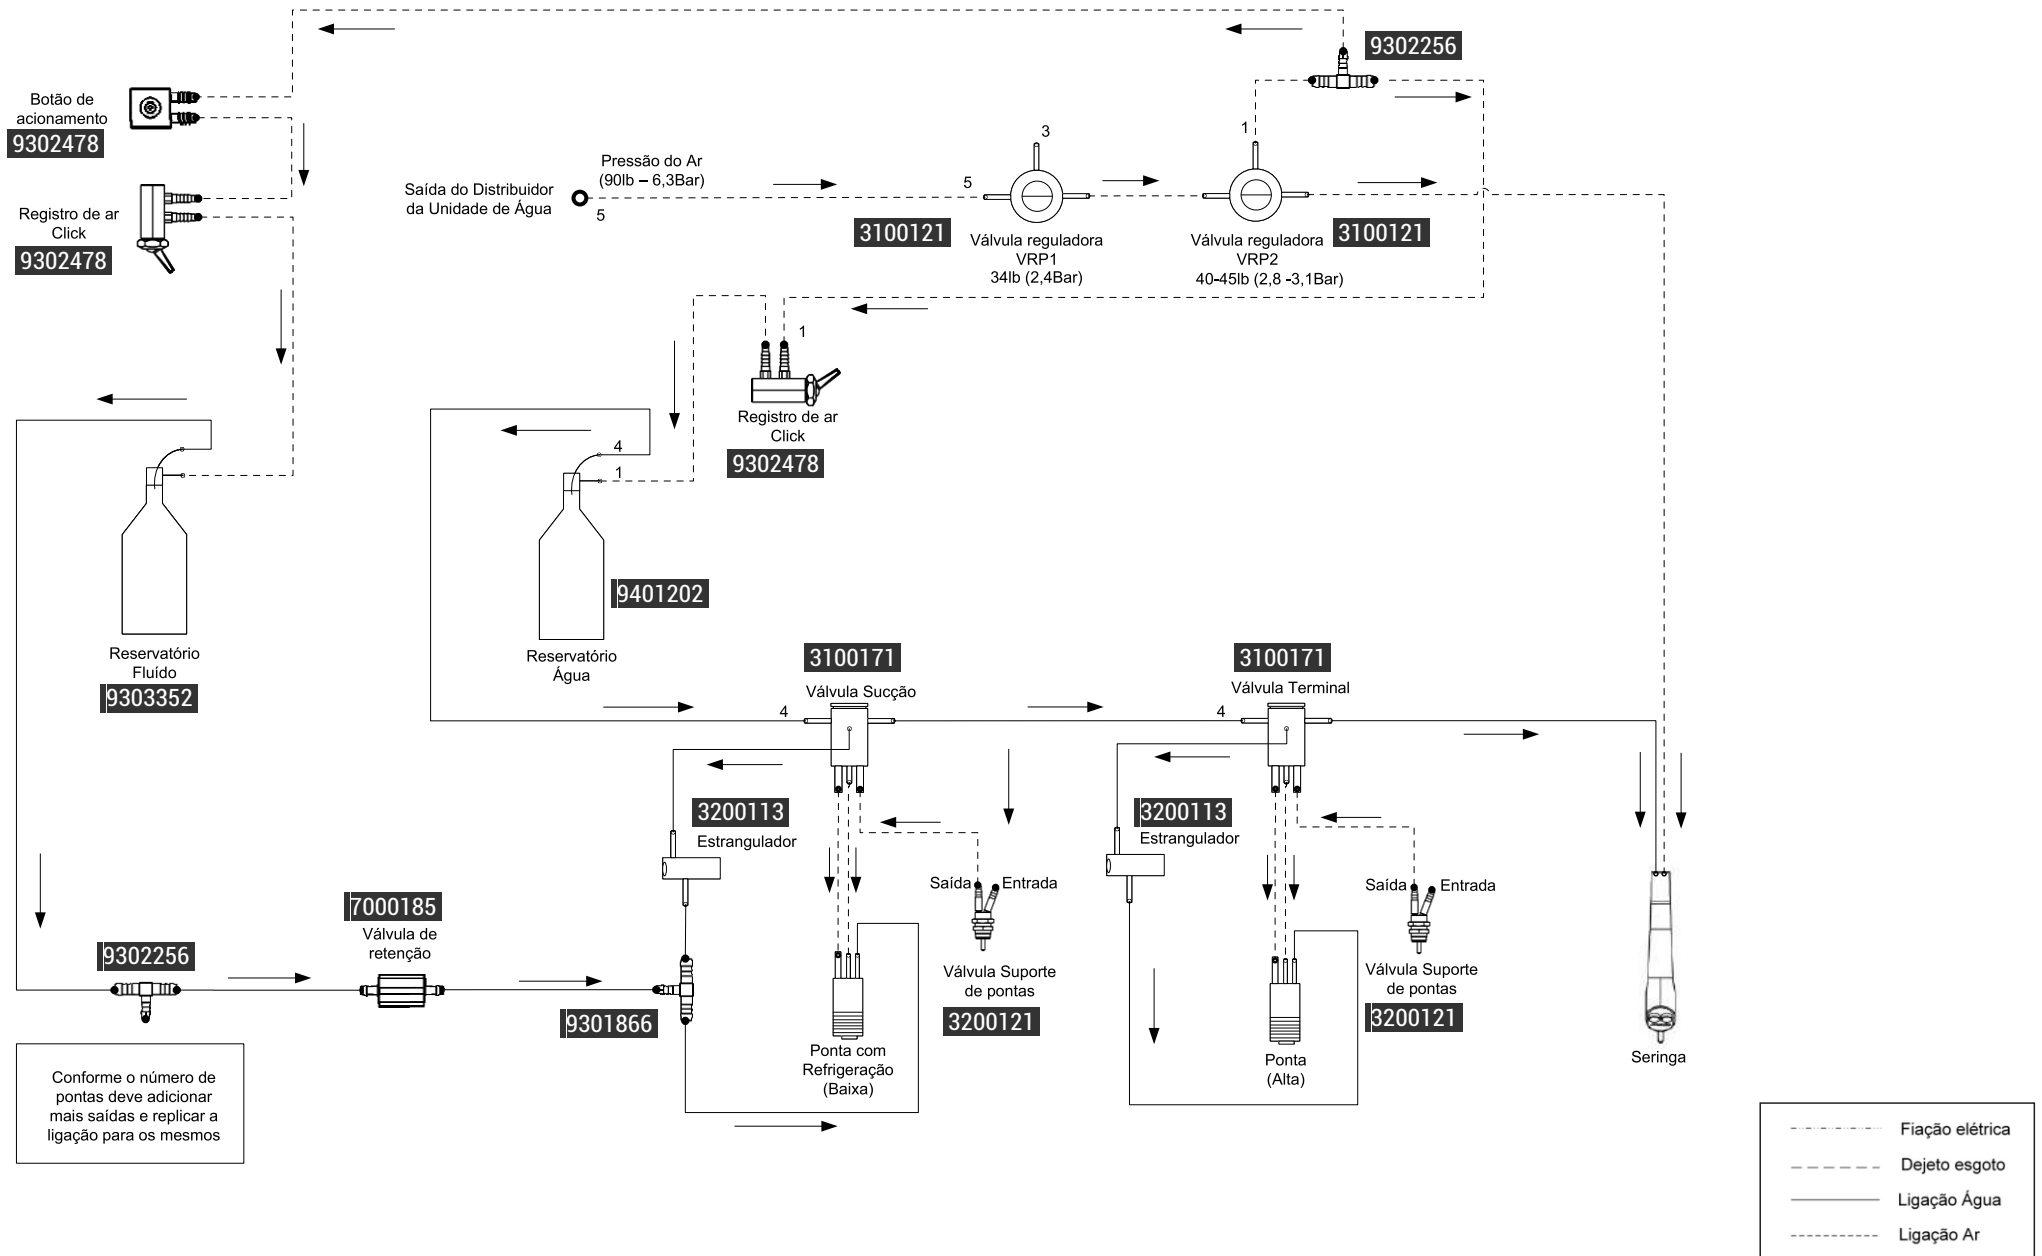 9302256
Botão de
acionamento
9302478
Registro de ar
Click
9302478
Saída do Distribuidor
da Unidade de Água
5
Pressão do Ar
(90lb – 6,3Bar)
5
3
3100121
Válvula reguladora
VRP1
34lb (2,4Bar)
1
Válvula reguladora
VRP2
40-45lb (2,8 -3,1Bar)
3100121
1
Registro de ar
Click
9302478
4
1
9401202
Reservatório
Água
Reservatório
Fluído
9303352
3100171
Válvula Sucção
4
3100171
Válvula Terminal
4
3200113
Estrangulador
3200113
Estrangulador
Saída
Entrada
Saída
Entrada
7000185
Válvula de
retenção
9302256
9301866
Válvula Suporte
de pontas
3200121
Válvula Suporte
de pontas
3200121
Ponta com
Refrigeração
(Baixa)
Ponta
(Alta)
Seringa
Conforme o número de
pontas deve adicionar
mais saídas e replicar a
ligação para os mesmos
Fiação elétrica
Dejeto esgoto
Ligação Água
Ligação Ar